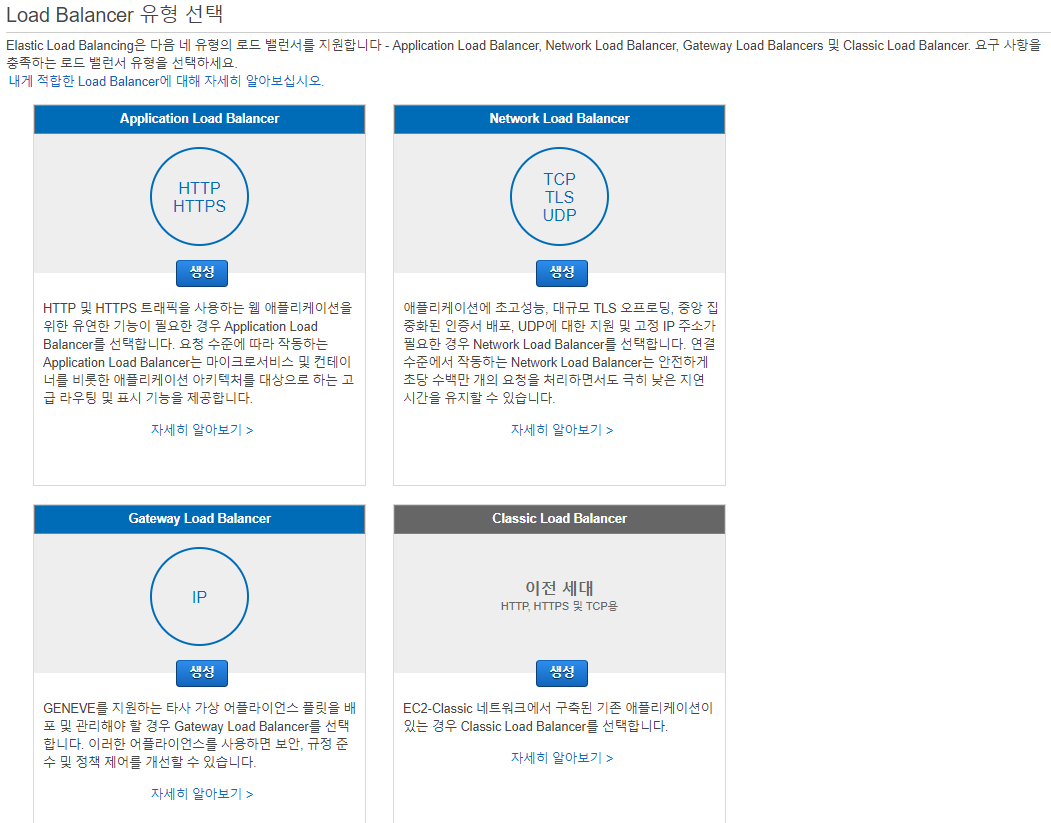 Load Balancer 유형 선택
Elastic Load Balancing은 다음 네 유형의 로드 밸런서를 지원합니다 - Application Load Balancer, Network Load Balancer, Gateway Load Balancers 및 Classic Load Balancer. 요구 사항을
충족하는 로드 밸런서 유형을 선택하세요.
내게 적합한 Load Balancer에 대해 자세히 알아보십시오.
Application Load Balancer
HTTP
HTTPS
생성
HTTP 및 HTTPS 트래픽을 사용하는 웹 애플리케이션을
위한 유연한 기능이 필요한 경우 Application Load
Balancer를 선택합니다. 요청 수준에 따라 작동하는
Application Load Balancer는 마이크로서비스 및 컨테이
너를 비롯한 애플리케이션 아키텍처를 대상으로 하는 고
급 라우팅 및 표시 기능을 제공합니다.
자세히 알아보기 >
Network Load Balancer
TCP
TLS
UDP
생성
애플리케이션에 초고성능, 대규모 TLS 오프로딩, 중앙 집
중화된 인증서 배포, UDP에 대한 지원 및 고정 IP 주소가
필요한 경우 Network Load Balancer를 선택합니다. 연결
수준에서 작동하는 Network Load Balancer는 안전하게
초당 수백만 개의 요청을 처리하면서도 극히 낮은 지연
시간을 유지할 수 있습니다.
자세히 알아보기 >
Gateway Load Balancer
IP
생성
GENEVE를 지원하는 타사 가상 어플라이언스 플릿을 배
포 및 관리해야 할 경우 Gateway Load Balancer를 선택
합니다. 이러한 어플라이언스를 사용하면 보안, 규정 준
수 및 정책 제어를 개선할 수 있습니다.
자세히 알아보기 >
Classic Load Balancer
이전 세대
HTTP, HTTPS 및 TCP용
생성
EC2-Classic 네트워크에서 구축된 기존 애플리케이션이
있는 경우 Classic Load Balancer를 선택합니다.
자세히 알아보기 >